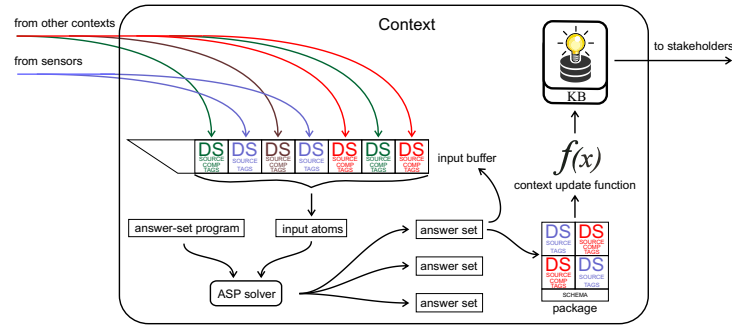 Context
from other contexts
from sensors
to stakeholders
KB
DS
SOURCE
COMP
TAGS
DS
SOURCE
TAGS
DS
SOURCE
COMP
TAGS
DS
SOURCE
TAGS
DS
SOURCE
COMP
TAGS
DS
SOURCE
COMP
TAGS
DS
SOURCE
COMP
TAGS
input buffer
f(x)
context update function
answer-set program
input atoms
answer set
answer set
answer set
ASP solver
DS
SOURCE
TAGS
DS
SOURCE
COMP
TAGS
DS
SOURCE
COMP
TAGS
DS
SOURCE
TAGS
SCHEMA
package